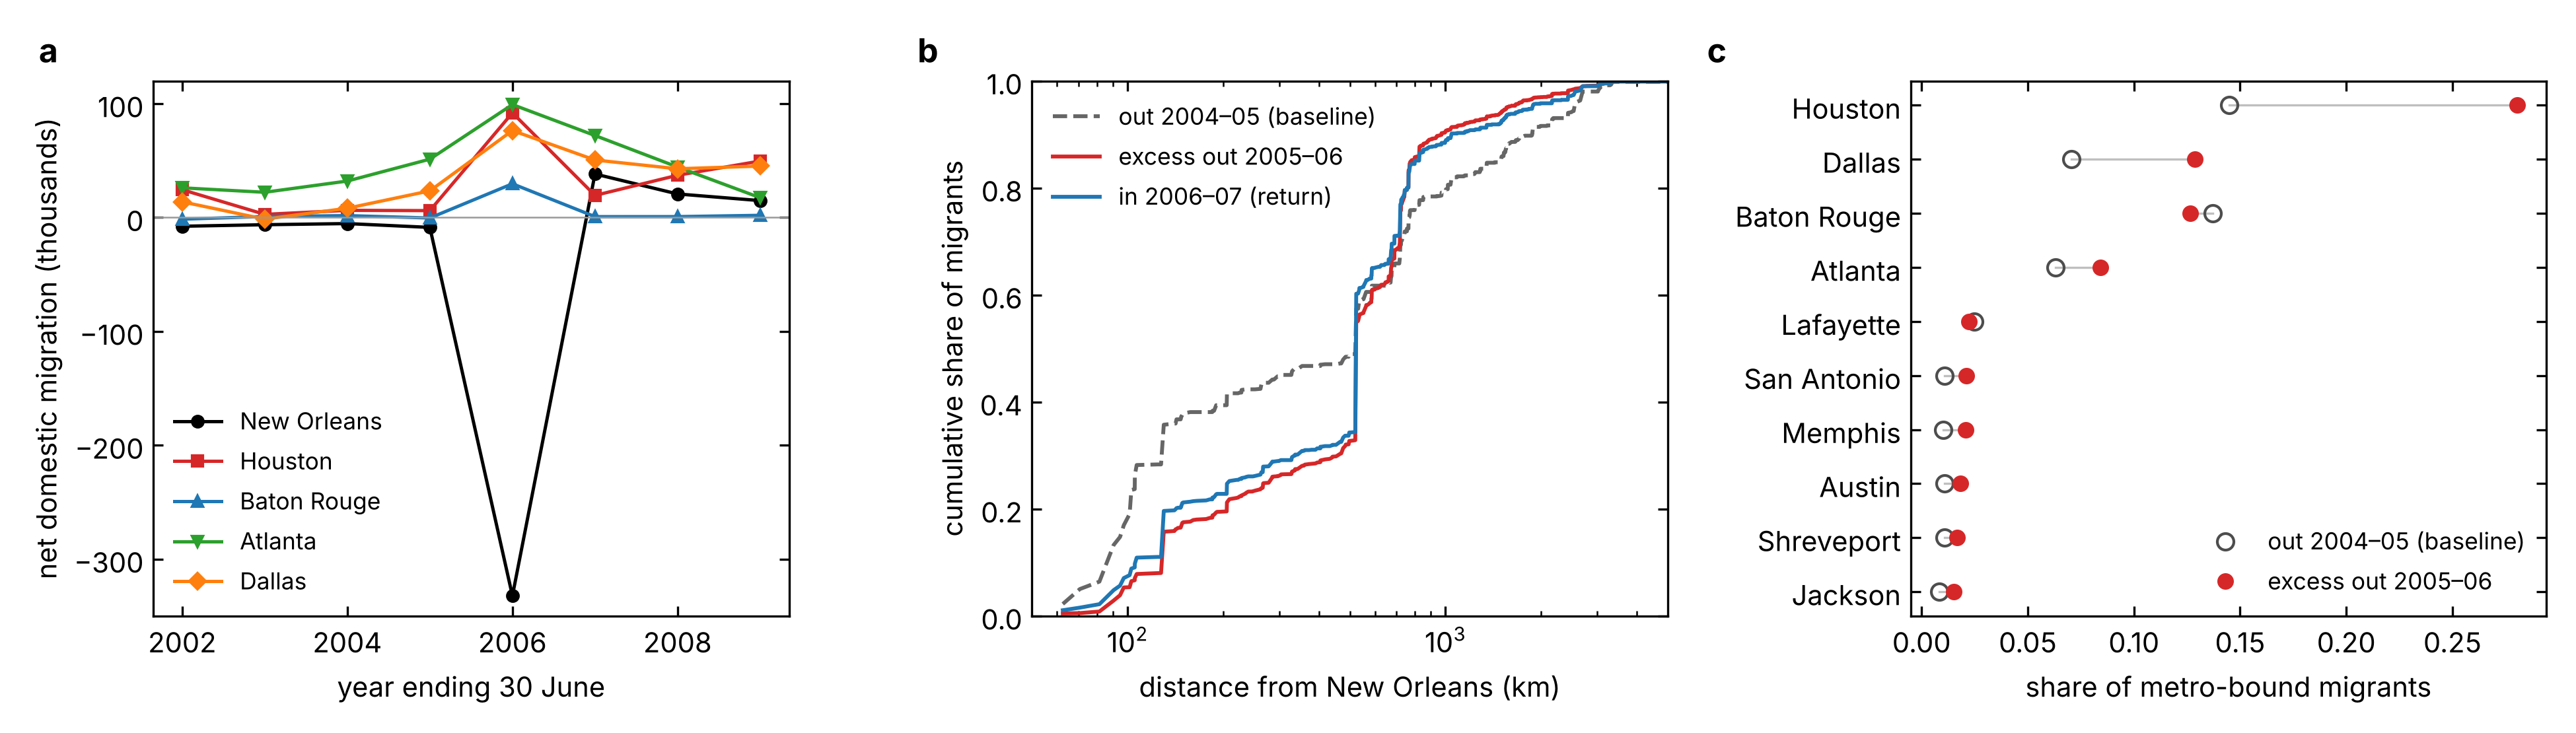 a
net domestic migration (thousands)
100
0
−100
−200
−300
New Orleans
Houston
Baton Rouge
Atlanta
Dallas
2002
2004
2006
2008
year ending 30 June
b
cumulative share of migrants
1.0
0.8
0.6
0.4
0.2
0.0
out 2004–05 (baseline)
excess out 2005–06
in 2006–07 (return)
10²
10³
distance from New Orleans (km)
c
Houston
Dallas
Baton Rouge
Atlanta
Lafayette
San Antonio
Memphis
Austin
Shreveport
Jackson
out 2004–05 (baseline)
excess out 2005–06
0.00
0.05
0.10
0.15
0.20
0.25
share of metro-bound migrants